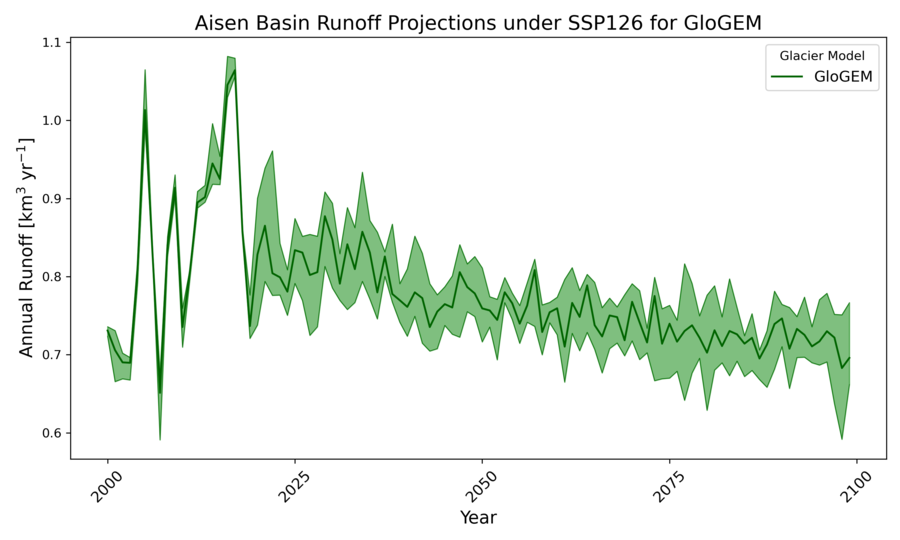 Aisen Basin Runoff Projections under SSP126 for GloGEM
Glacier Model
GloGEM
Annual Runoff [km³ yr⁻¹]
1.1
1.0
0.9
0.8
0.7
0.6
2000
2025
2050
2075
2100
Year